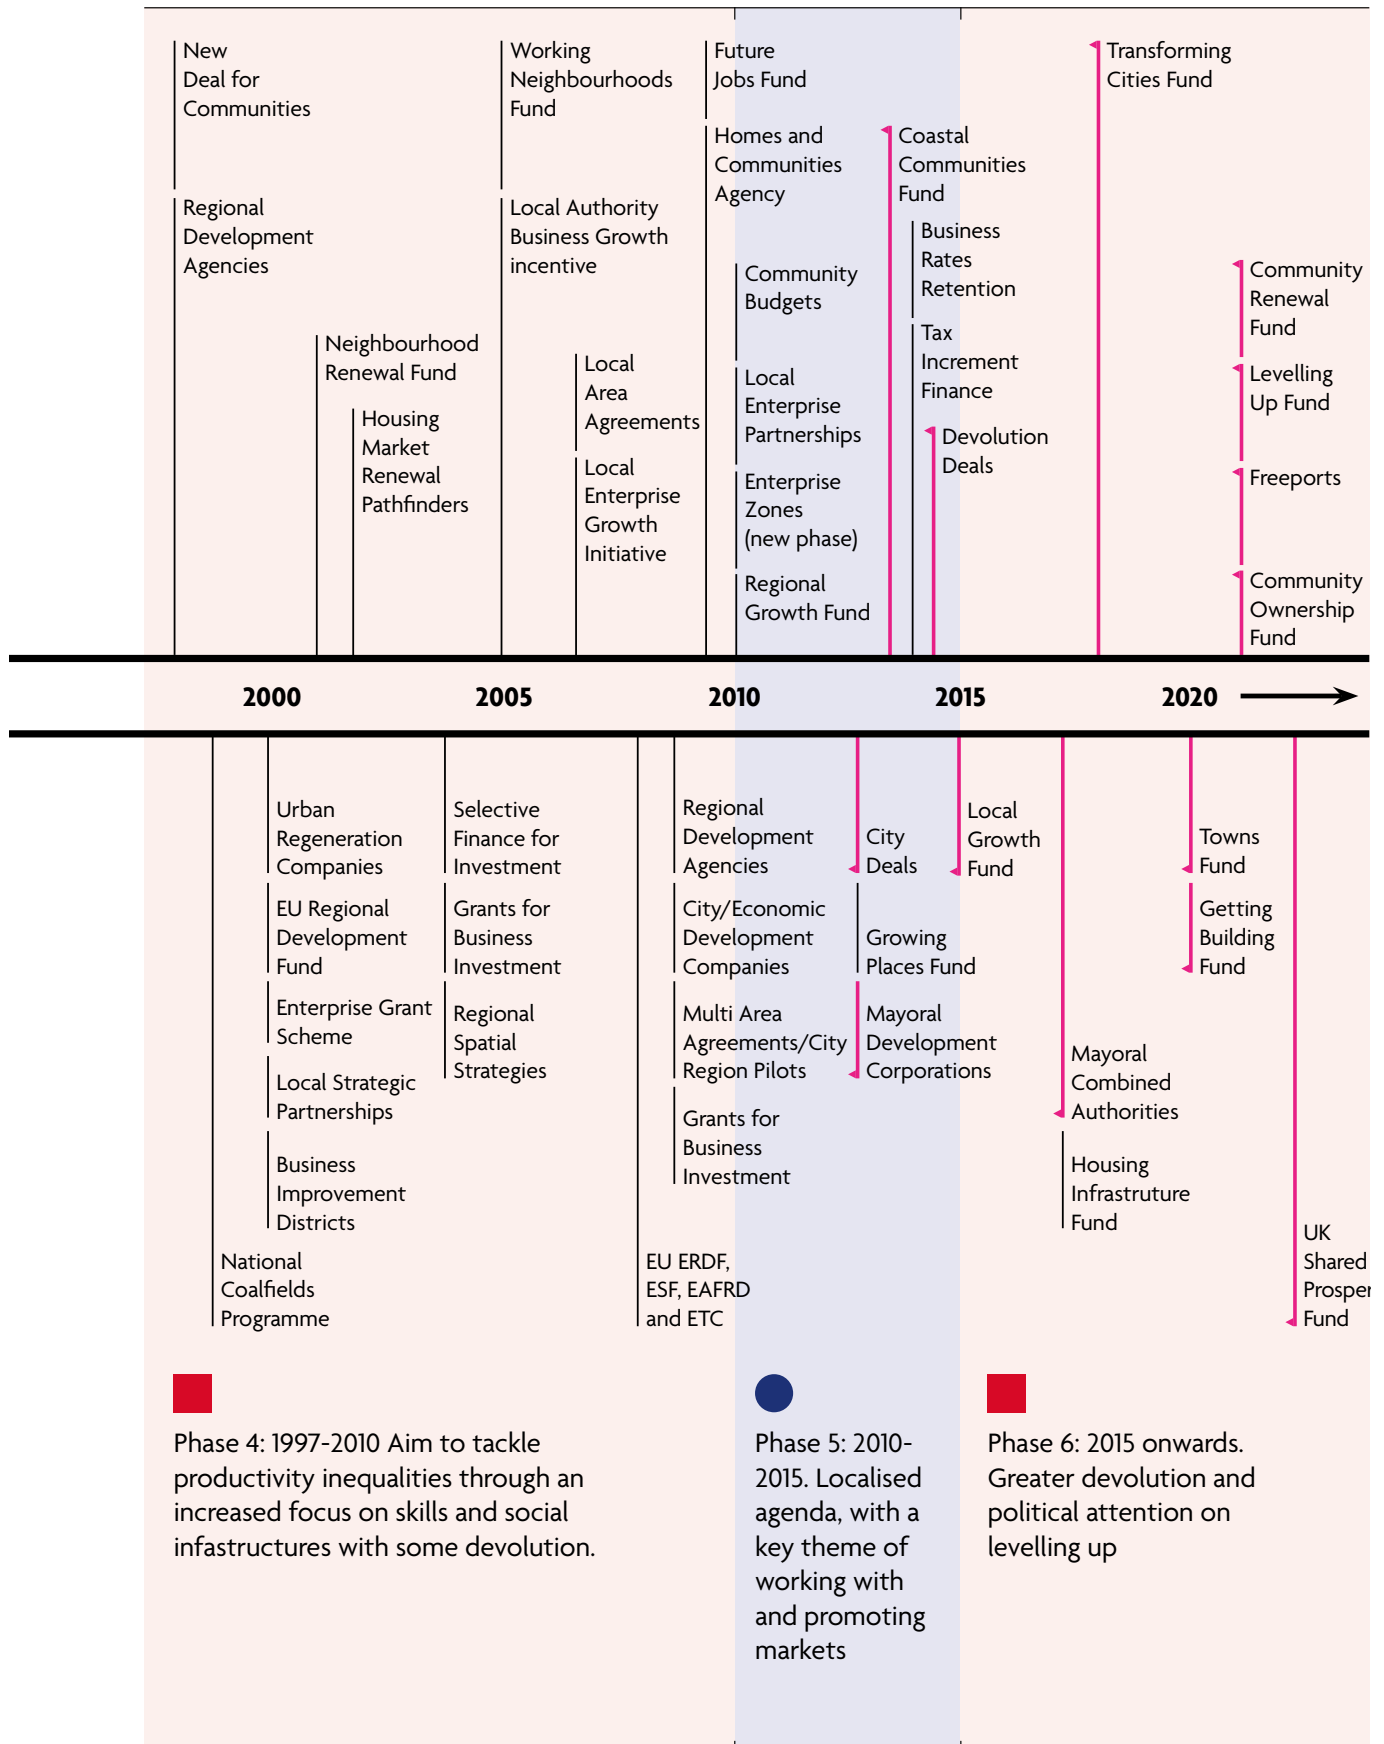 New
Deal for
Communities
Regional
Development
Agencies
Neighbourhood
Renewal Fund
Housing
Market
Renewal
Pathfinders
Working
Neighbourhoods
Fund
Local Authority
Business Growth
incentive
Local
Area
Agreements
Local
Enterprise
Growth
Initiative
Future
Jobs Fund
Homes and
Communities
Agency
Community
Budgets
Local
Enterprise
Partnerships
Enterprise
Zones
(new phase)
Regional
Growth Fund
Coastal
Communities
Fund
Business
Rates
Retention
Tax
Increment
Finance
Devolution
Deals
Transforming
Cities Fund
Community
Renewal
Fund
Levelling
Up Fund
Freeports
Community
Ownership
Fund
2000
2005
2010
2015
2020
Urban
Regeneration
Companies
EU Regional
Development
Fund
Enterprise Grant
Scheme
Local Strategic
Partnerships
Business
Improvement
Districts
National
Coalfields
Programme
Selective
Finance for
Investment
Grants for
Business
Investment
Regional
Spatial
Strategies
Regional
Development
Agencies
City/Economic
Development
Companies
Multi Area
Agreements/City
Region Pilots
Grants for
Business
Investment
EU ERDF,
ESF, EAFRD
and ETC
City
Deals
Growing
Places Fund
Mayoral
Development
Corporations
Local
Growth
Fund
Mayoral
Combined
Authorities
Housing
Infrastruture
Fund
Towns
Fund
Getting
Building
Fund
UK
Shared
Prosper
Fund
Phase 4: 1997-2010 Aim to tackle
productivity inequalities through an
increased focus on skills and social
infastructures with some devolution.
Phase 5: 2010-
2015. Localised
agenda, with a
key theme of
working with
and promoting
markets
Phase 6: 2015 onwards.
Greater devolution and
political attention on
levelling up